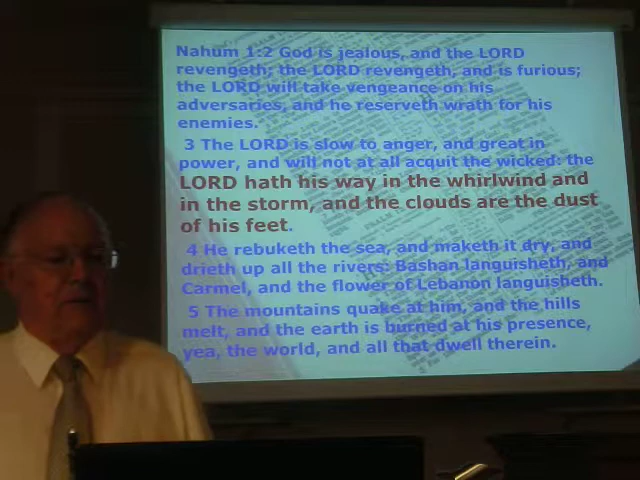 Nahum 1:2 God is jealous, and the LORD
revengeth; the LORD revengeth, and is furious;
the LORD will take vengeance on his
adversaries, and he reserveth wrath for his
enemies.
3 The LORD is slow to anger, and great in
power, and will not at all acquit the wicked: the
LORD hath his way in the whirlwind and
in the storm, and the clouds are the dust
of his feet.
4 He rebuketh the sea, and maketh it dry, and
drieth up all the rivers: Bashan languisheth, and
Carmel, and the flower of Lebanon languisheth.
5 The mountains quake at him, and the hills
melt, and the earth is burned at his presence,
yea, the world, and all that dwell therein.